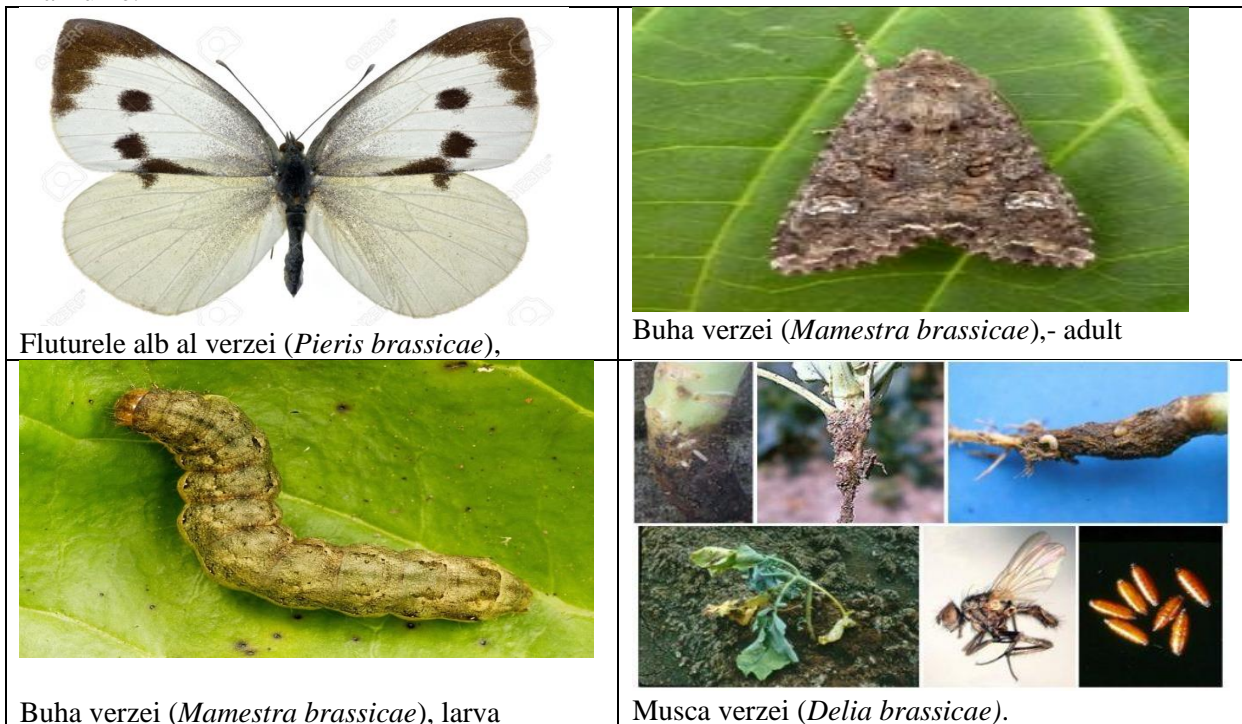 Fluturele alb al verzei (Pieris brassicae),
Buha verzei (Mamestra brassicae),- adult
Buha verzei (Mamestra brassicae), larva
Musca verzei (Delia brassicae).